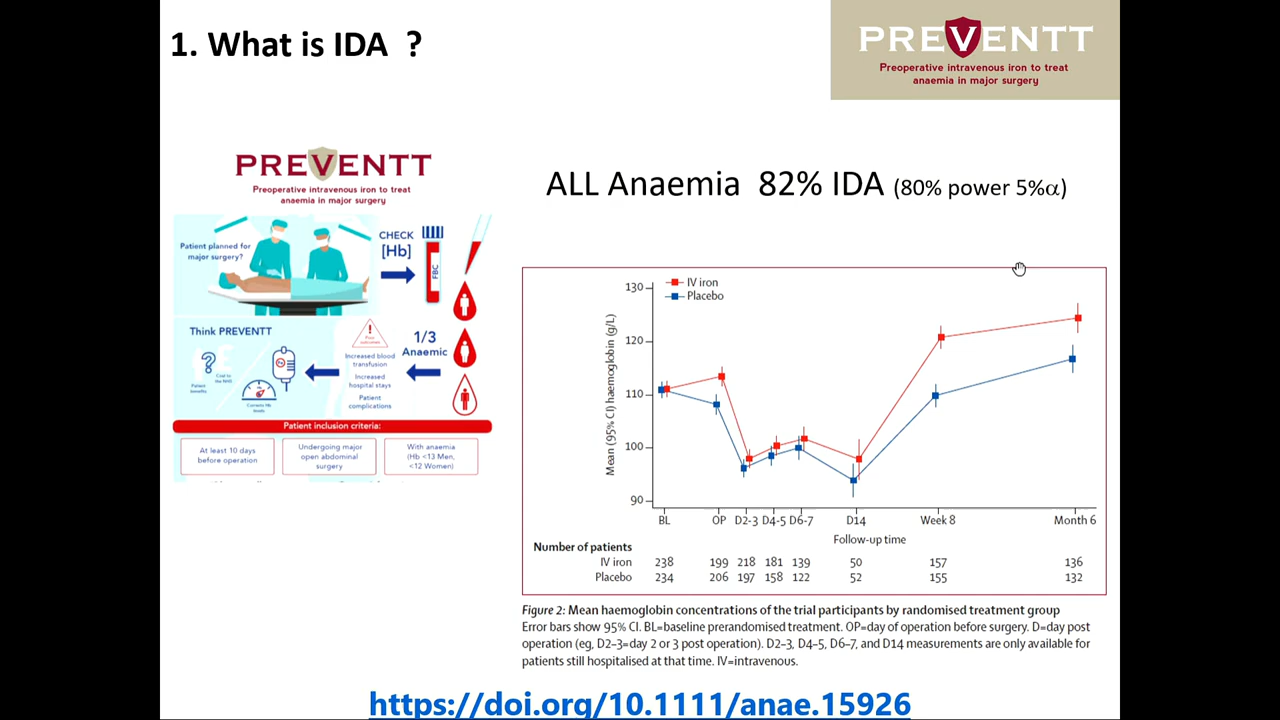 1. What is IDA ?
PREVENTT
Preoperative intravenous iron to treat
anaemia in major surgery
PREVENTT
Preoperative intravenous iron to treat
anaemia in major surgery
ALL Anaemia 82% IDA (80% power 5%α)
Patient planned for
major surgery?
CHECK
[Hb]
FBC
Think PREVENTT
Increased blood
transfusion
Increased
hospital stays
Patient
complications
1/3
Anaemic
Patient
benefits
Cost to
the NHS
Patient inclusion criteria:
At least 10 days
before operation
Undergoing major
open abdominal
surgery
With anaemia
(Hb <13 Men,
<12 Women)
IV iron
Placebo
Mean (95% CI) haemoglobin (g/L)
130
120
110
100
90
BL OP D2-3 D4-5 D6-7 D14 Week 8 Month 6
Follow-up time
Number of patients
IV iron 238 199 218 181 139 50 157 136
Placebo 234 206 197 158 122 52 155 132
Figure 2: Mean haemoglobin concentrations of the trial participants by randomised treatment group
Error bars show 95% CI. BL=baseline prerandomised treatment. OP=day of operation before surgery. D=day post
operation (eg, D2–3=day 2 or 3 post operation). D2–3, D4–5, D6–7, and D14 measurements are only available for
patients still hospitalised at that time. IV=intravenous.
https://doi.org/10.1111/anae.15926